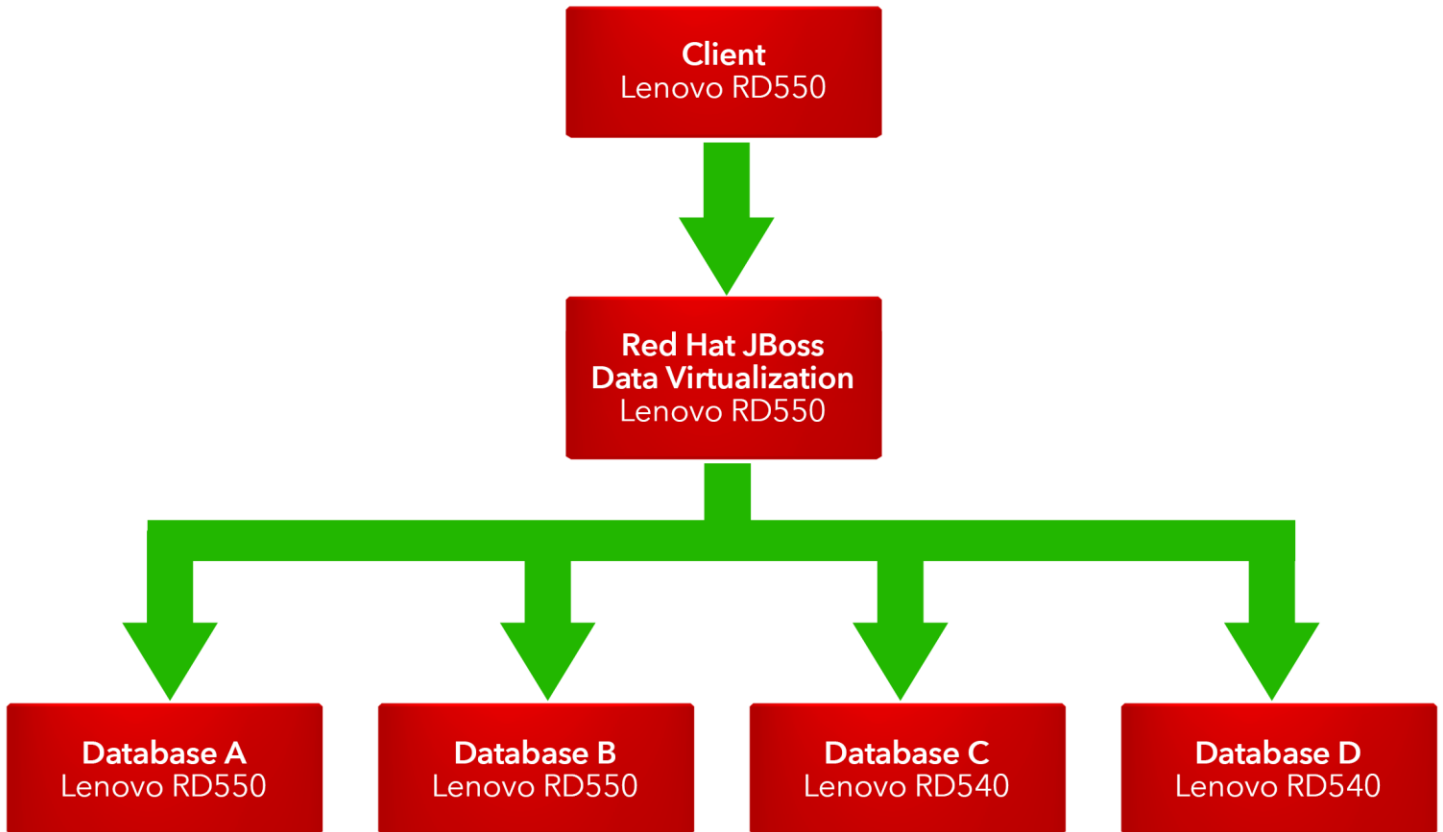 Client
Lenovo RD550
Red Hat JBoss
Data Virtualization
Lenovo RD550
Database A
Lenovo RD550
Database B
Lenovo RD550
Database C
Lenovo RD540
Database D
Lenovo RD540